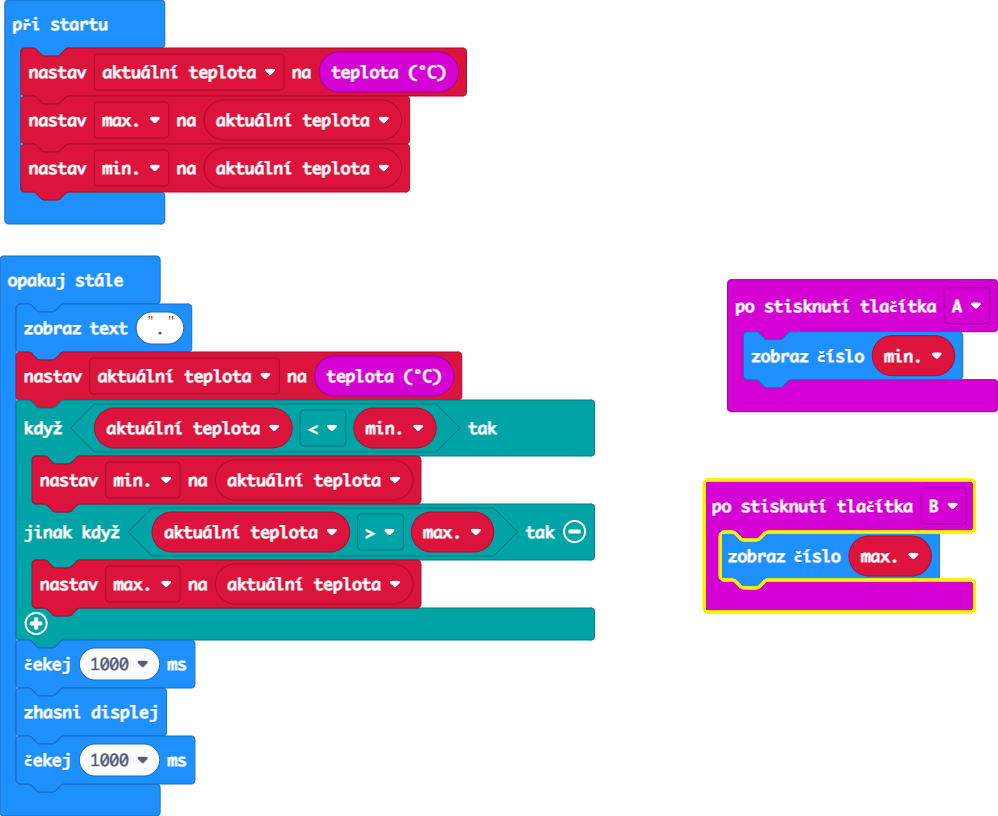 při startu
nastav aktuální teplota na teplota (°C)
nastav max. na aktuální teplota
nastav min. na aktuální teplota
opakuj stále
zobraz text "."
nastav aktuální teplota na teplota (°C)
když aktuální teplota < min. tak
nastav min. na aktuální teplota
jinak když aktuální teplota > max. tak
nastav max. na aktuální teplota
čekej 1000 ms
zhasni displej
čekej 1000 ms
po stisknutí tlačítka A
zobraz číslo min.
po stisknutí tlačítka B
zobraz číslo max.